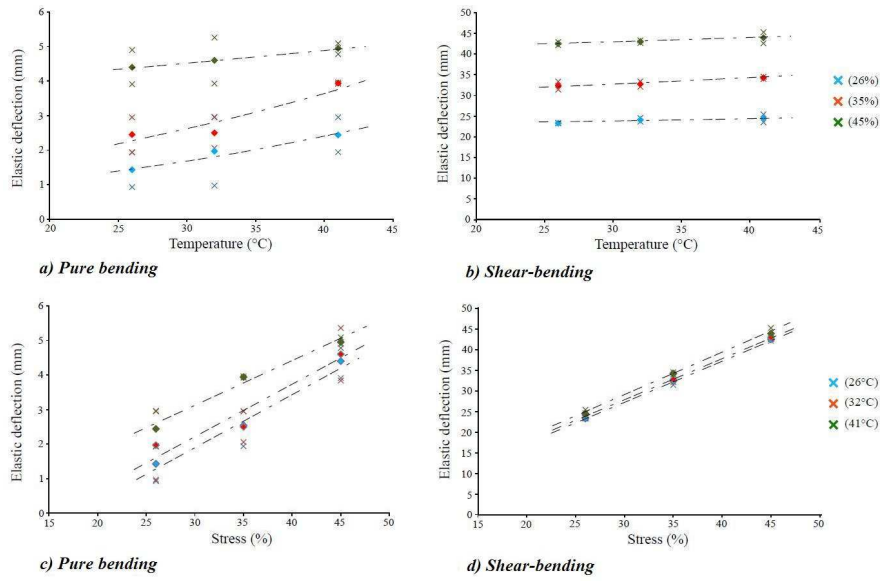 Elastic deflection (mm)
6
5
4
3
2
1
0
20 25 30 35 40 45
Temperature (°C)
a) Pure bending
Elastic deflection (mm)
50
45
40
35
30
25
20
15
10
5
0
20 25 30 35 40 45
Temperature (°C)
b) Shear-bending
(26%)
(35%)
(45%)
Elastic deflection (mm)
6
5
4
3
2
1
0
15 20 25 30 35 40 45 50
Stress (%)
c) Pure bending
Elastic deflection (mm)
50
45
40
35
30
25
20
15
10
5
0
15 20 25 30 35 40 45 50
Stress (%)
d) Shear-bending
(26°C)
(32°C)
(41°C)